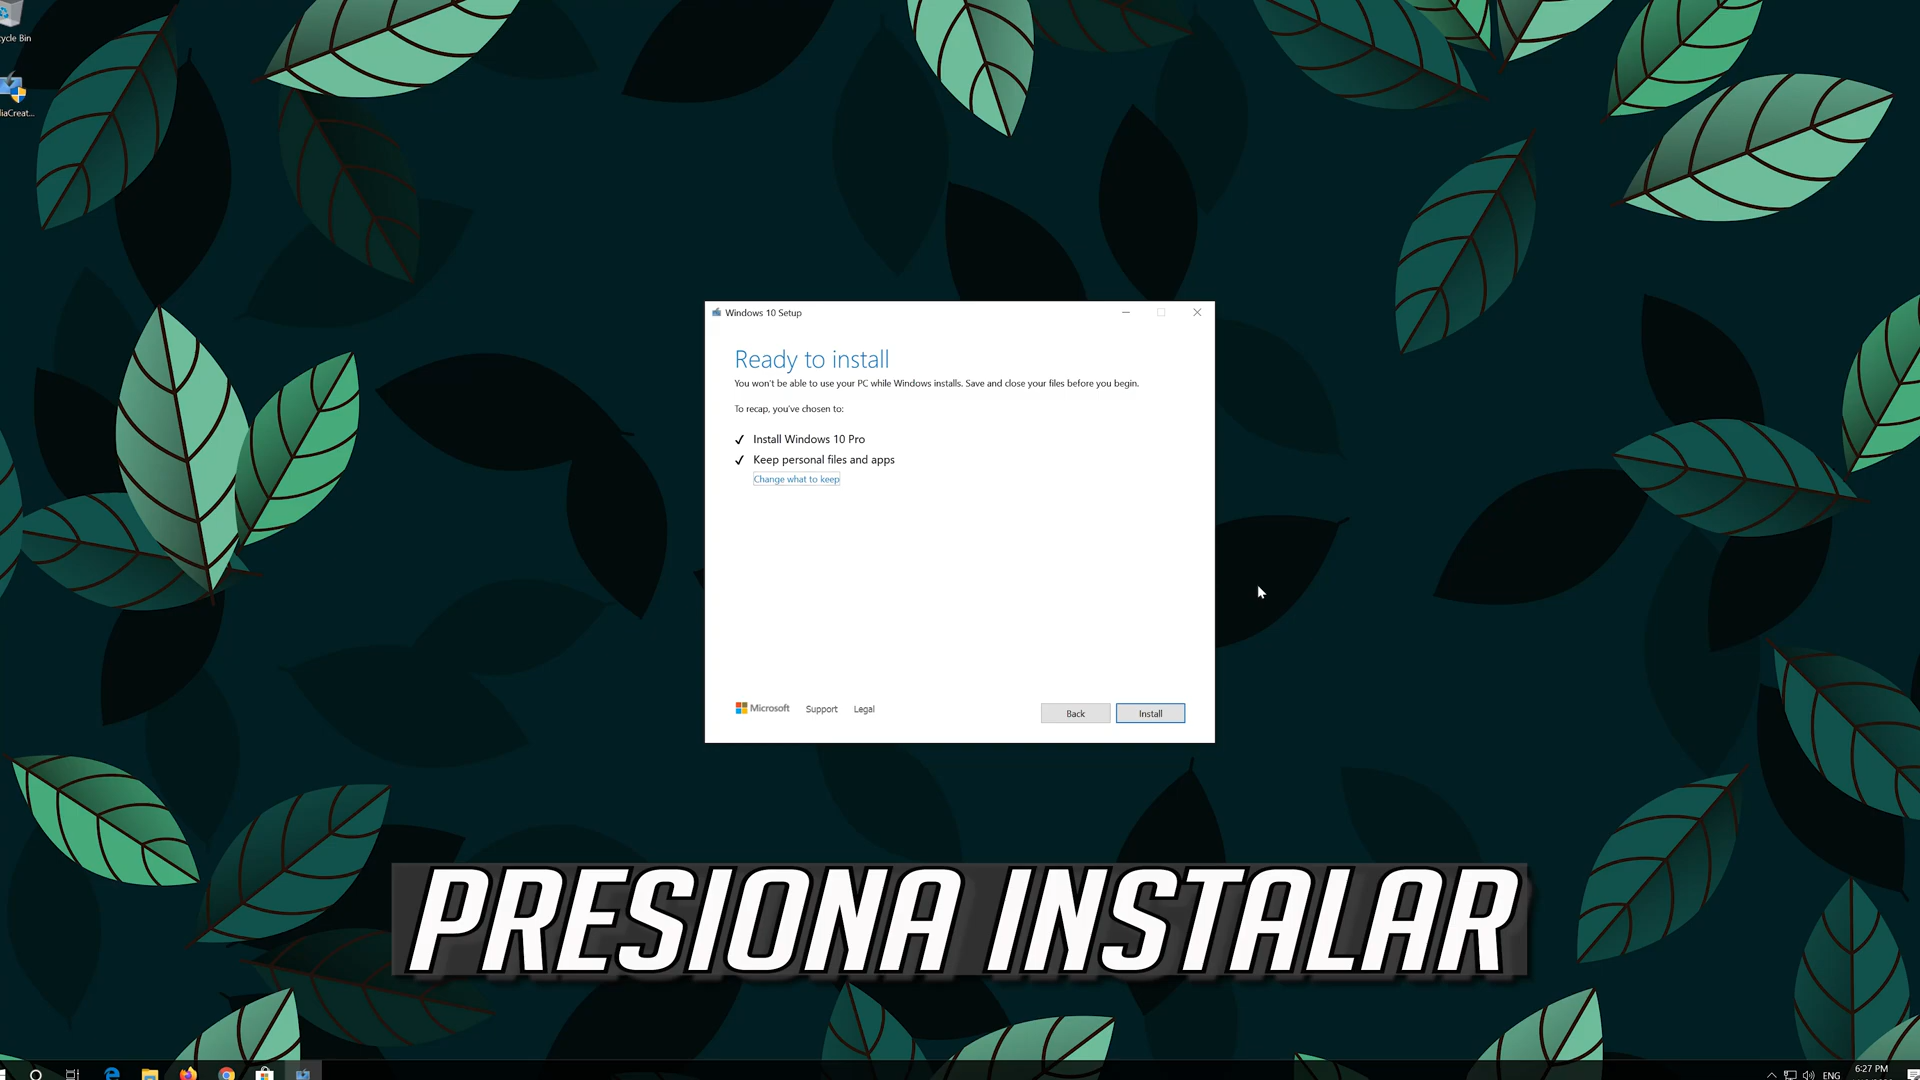 cycle Bin
diaCreat...
Windows 10 Setup
Ready to install
You won't be able to use your PC while Windows installs. Save and close your files before you begin.
To recap, you've chosen to:
✓ Install Windows 10 Pro
✓ Keep personal files and apps
Change what to keep
Microsoft Support Legal
Back Install
PRESIONA INSTALAR
ENG
6:27 PM